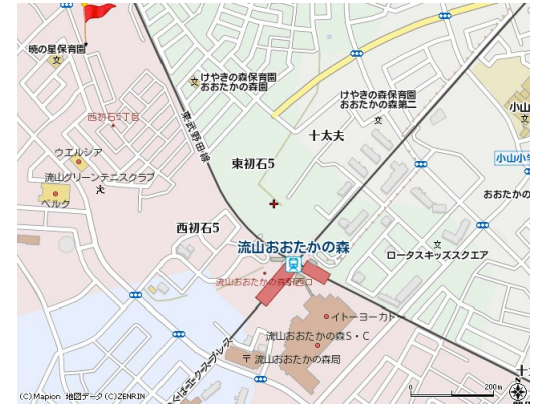 暁の星保育園
けやきの森保育園
おおたかの森園
けやきの森保育園
おおたかの森第二
文
文
西初石5丁目
東武野田線
十太夫
小山
文
ウエルシア
東初石5
小山小学
流山グリーンテニスクラブ
ベルク
おおたかの
西初石5
流山おおたかの森
文
ロータスキッズスクエア
流山おおたかの森駅西口
イトーヨーカドー
流山おおたかの森S・C
〒 流山おおたかの森局
つくばエクスプレス
十
(C)Mapion 地図データ(C)ZENRIN
0 200m